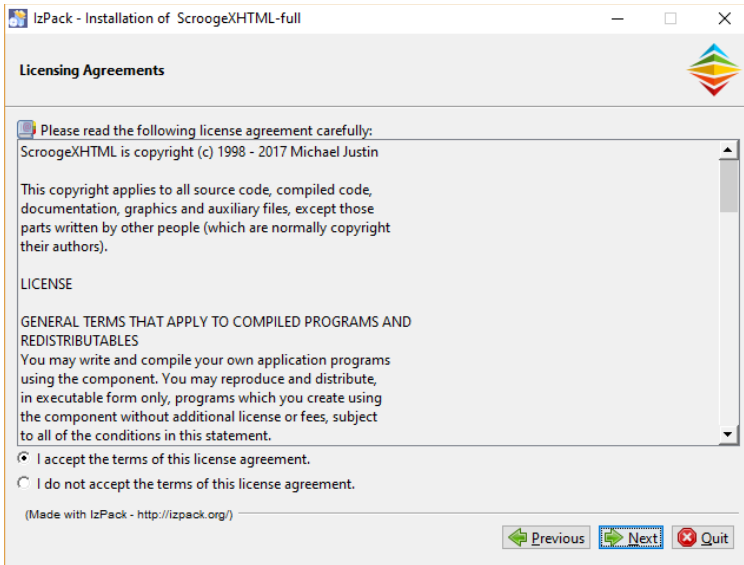 IzPack - Installation of ScroogeXHTML-full
Licensing Agreements
Please read the following license agreement carefully:
ScroogeXHTML is copyright (c) 1998 - 2017 Michael Justin
This copyright applies to all source code, compiled code,
documentation, graphics and auxiliary files, except those
parts written by other people (which are normally copyright
their authors).
LICENSE
GENERAL TERMS THAT APPLY TO COMPILED PROGRAMS AND
REDISTRIBUTABLES
You may write and compile your own application programs
using the component. You may reproduce and distribute,
in executable form only, programs which you create using
the component without additional license or fees, subject
to all of the conditions in this statement.
I accept the terms of this license agreement.
I do not accept the terms of this license agreement.
(Made with IzPack - http://izpack.org/)
Previous Next Quit